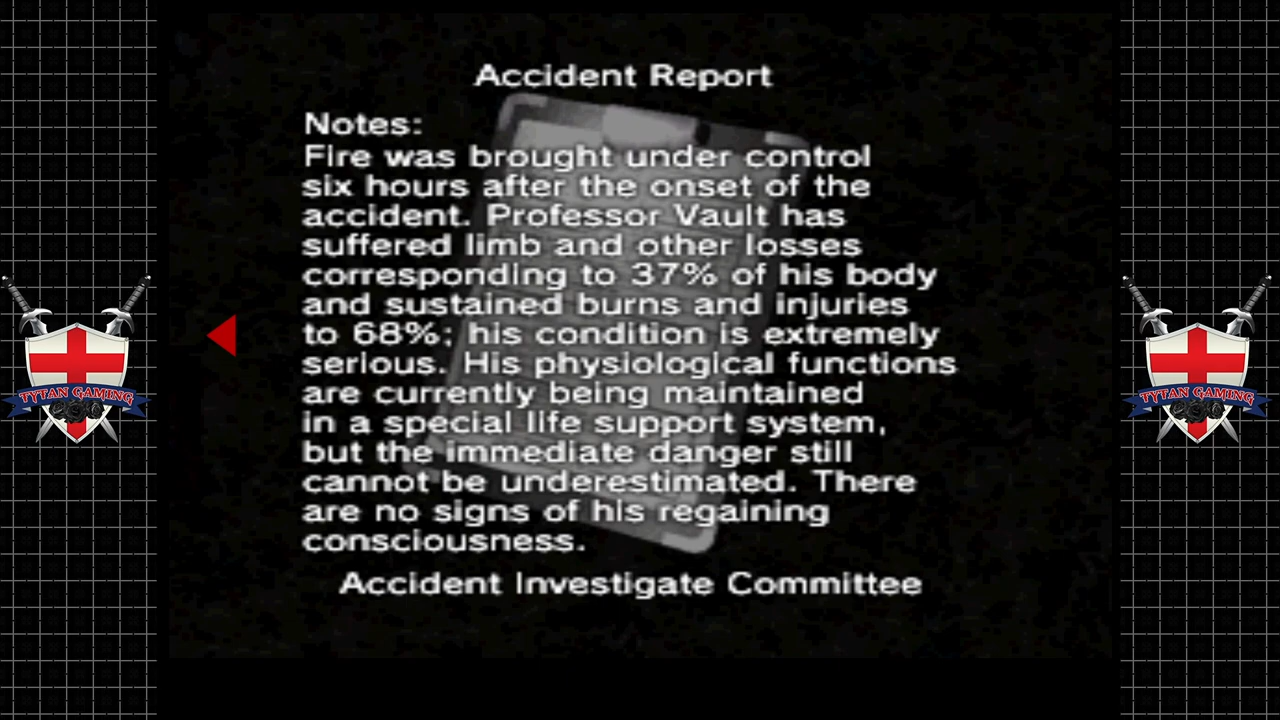 Accident Report
Notes:
Fire was brought under control
six hours after the onset of the
accident. Professor Vault has
suffered limb and other losses
corresponding to 37% of his body
and sustained burns and injuries
to 68%; his condition is extremely
serious. His physiological functions
are currently being maintained
in a special life support system,
but the immediate danger still
cannot be underestimated. There
are no signs of his regaining
consciousness.
Accident Investigate Committee
TYTAN GAMING
TYTAN GAMING